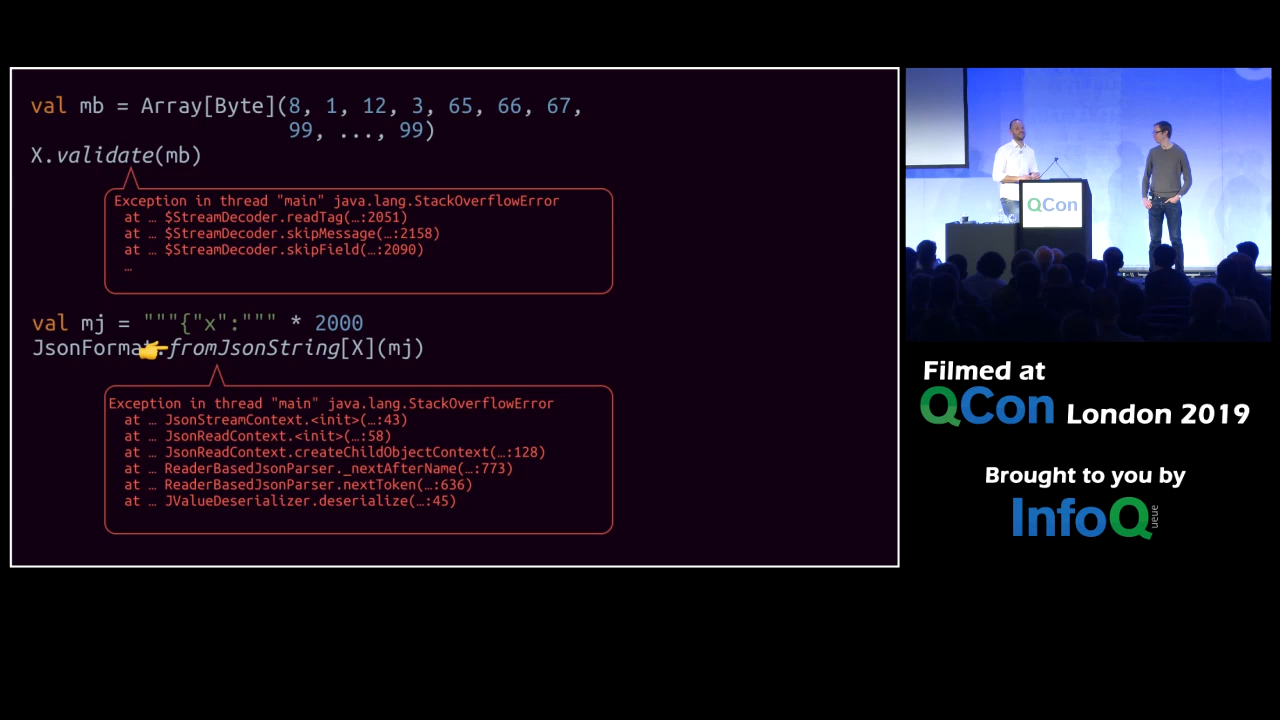 val mb = Array[Byte](8, 1, 12, 3, 65, 66, 67,
99, ..., 99)
X.validate(mb)
Exception in thread "main" java.lang.StackOverflowError
at … $StreamDecoder.readTag(…:2051)
at … $StreamDecoder.skipMessage(…:2158)
at … $StreamDecoder.skipField(…:2090)
…
val mj = """{"x":""" * 2000
JsonFormat.fromJsonString[X](mj)
Exception in thread "main" java.lang.StackOverflowError
at … JsonStreamContext.<init>(…:43)
at … JsonReadContext.<init>(…:58)
at … JsonReadContext.createChildObjectContext(…:128)
at … ReaderBasedJsonParser._nextAfterName(…:773)
at … ReaderBasedJsonParser.nextToken(…:636)
at … JValueDeserializer.deserialize(…:45)
QCon
Filmed at
QCon London 2019
Brought to you by
InfoQueue